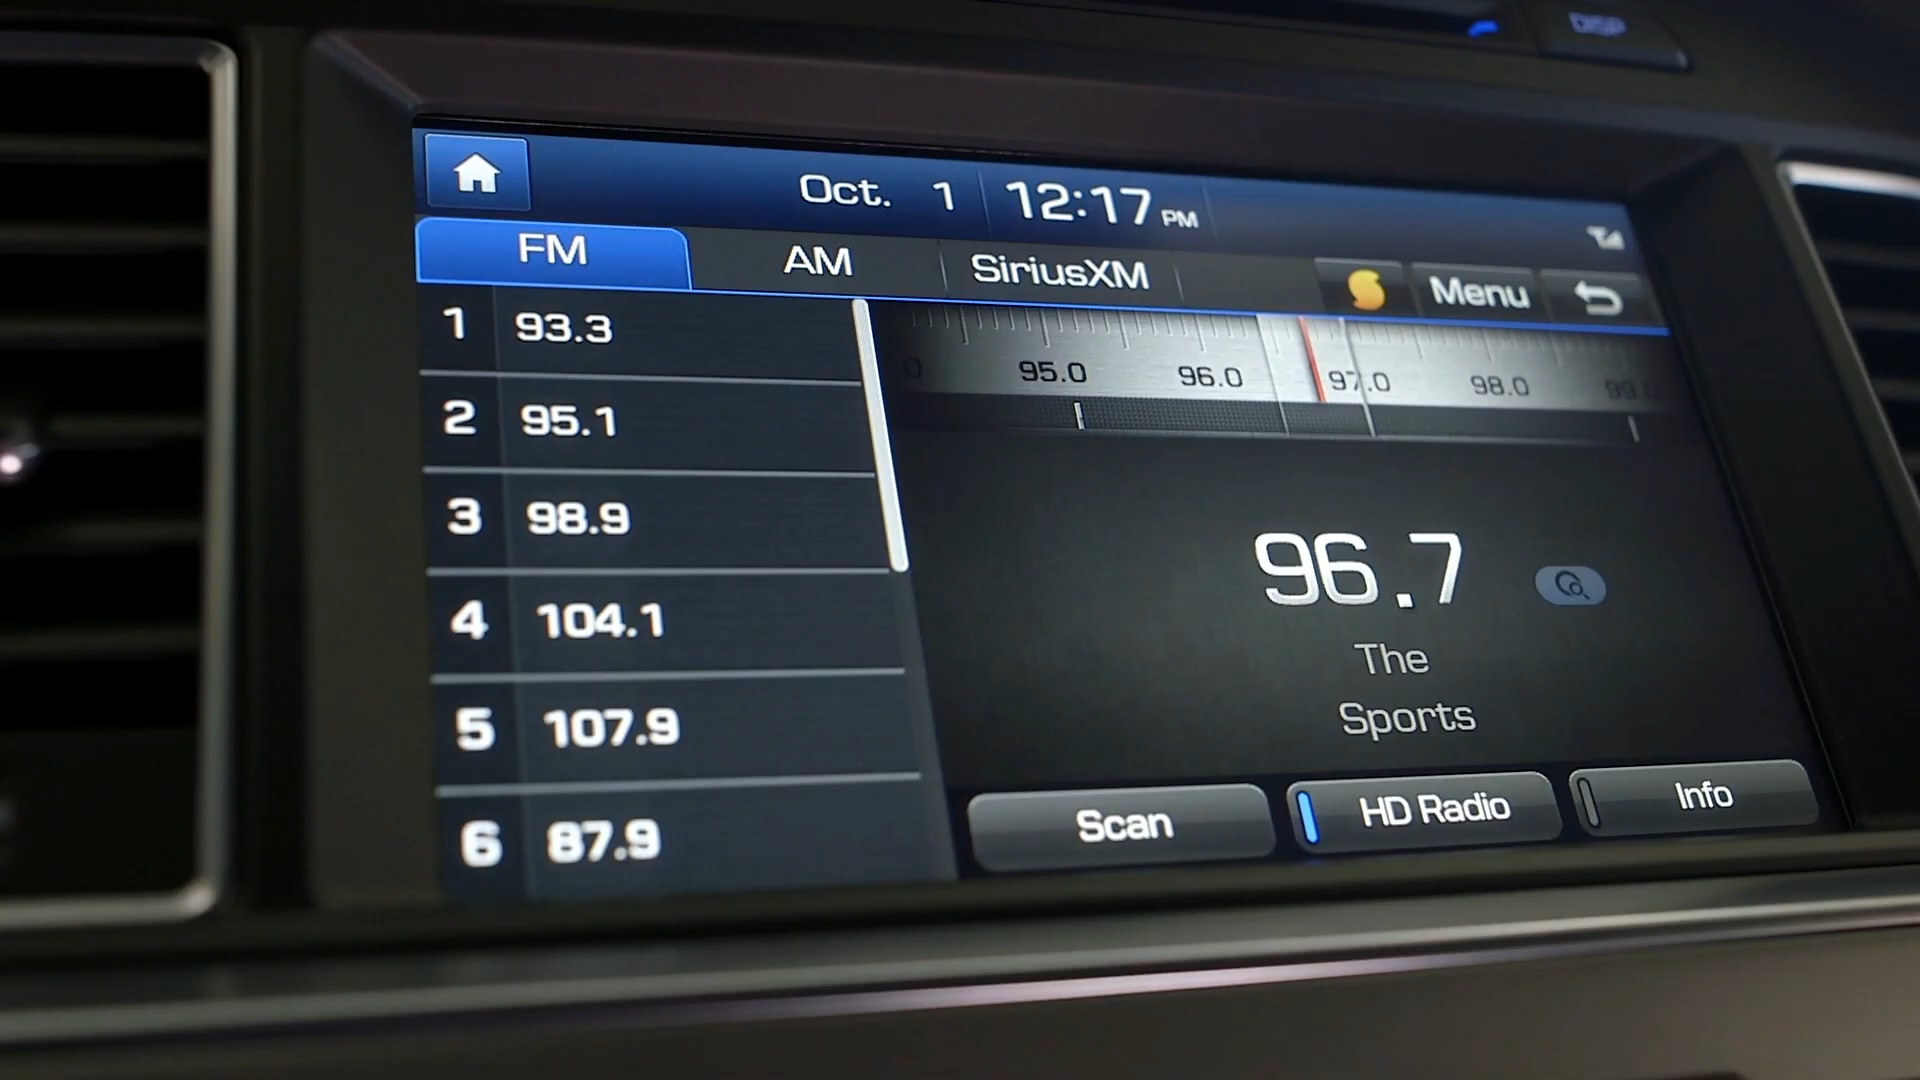 DISP
Oct. 1 12:17 PM
FM AM SiriusXM Menu
1 93.3
2 95.1
3 98.9
4 104.1
5 107.9
6 87.9
95.0 96.0 97.0 98.0
96.7
The
Sports
Scan HD Radio Info